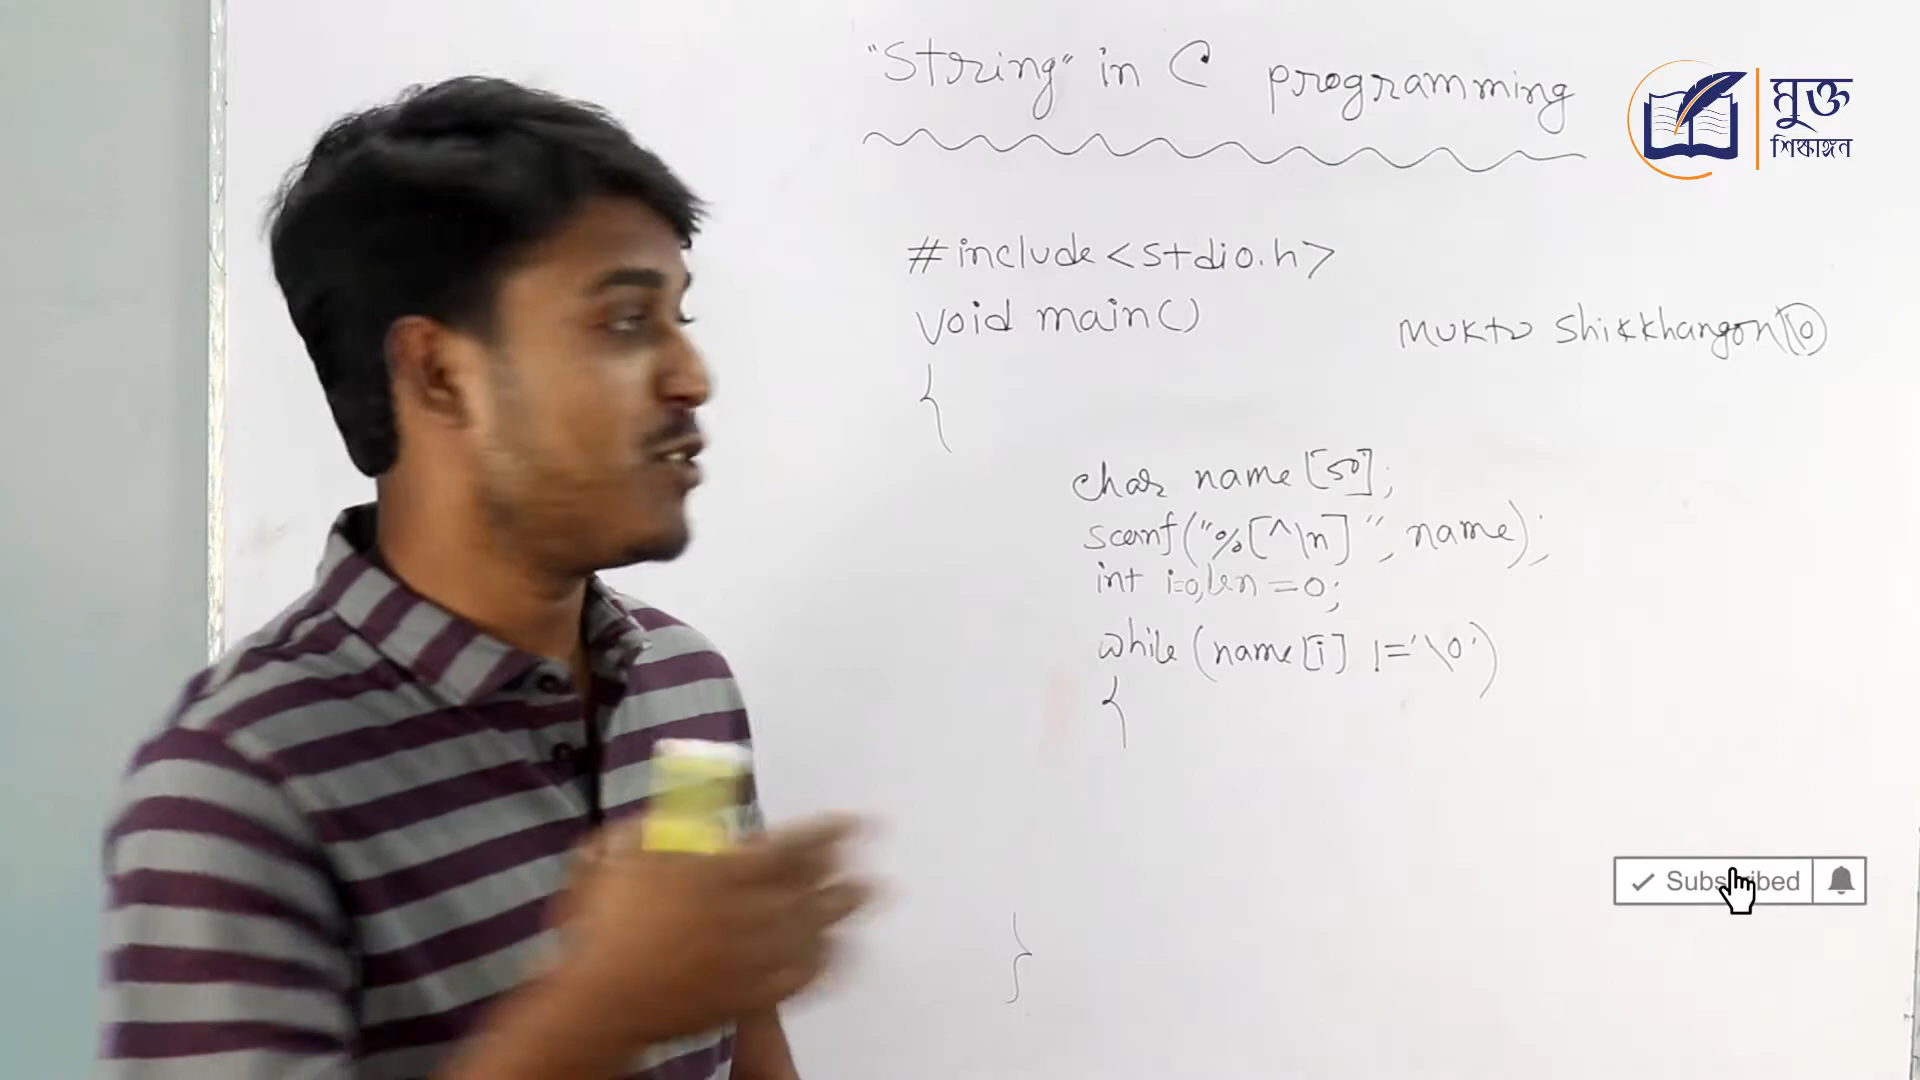 "String" in C programming
মুক্ত
শিক্ষাঙ্গন
#include<stdio.h>
void main()
Mukto Shikkhangon\0
{
char name[50];
scanf("%[^\n]", name);
int i=0,len=0;
while(name[i] !='\0')
{
Subscribed
}